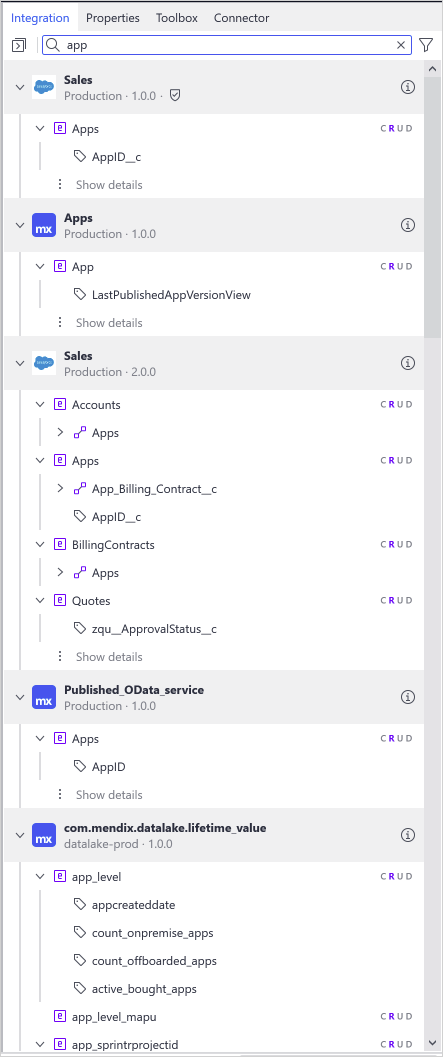 Integration Properties Toolbox Connector
app
Sales
Production · 1.0.0 ·
Apps CRUD
AppID__c
Show details
mx Apps
Production · 1.0.0
App CRUD
LastPublishedAppVersionView
Show details
Sales
Production · 2.0.0
Accounts CRUD
Apps
Apps CRUD
App_Billing_Contract__c
AppID__c
BillingContracts CRUD
Apps
Quotes CRUD
zqu__ApprovalStatus__c
Show details
mx Published_OData_service
Production · 1.0.0
Apps CRUD
AppID
Show details
mx com.mendix.datalake.lifetime_value
datalake-prod · 1.0.0
app_level CRUD
appcreateddate
count_onpremise_apps
count_offboarded_apps
active_bought_apps
app_level_mapu CRUD
app_sprintrprojectid CRUD